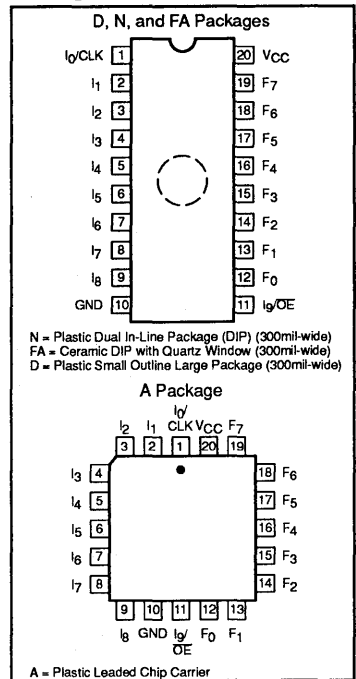 D, N, and FA Packages
I0/CLK 1 20 VCC
I1 2 19 F7
I2 3 18 F6
I3 4 17 F5
I4 5 16 F4
I5 6 15 F3
I6 7 14 F2
I7 8 13 F1
I8 9 12 F0
GND 10 11 I9/OE
N = Plastic Dual In-Line Package (DIP) (300mil-wide)
FA = Ceramic DIP with Quartz Window (300mil-wide)
D = Plastic Small Outline Large Package (300mil-wide)
A Package
I0/
I2 I1 CLK VCC F7
3 2 1 20 19
I3 4 18 F6
I4 5 17 F5
I5 6 16 F4
I6 7 15 F3
I7 8 14 F2
9 10 11 12 13
I8 GND I9/ F0 F1
OE
A = Plastic Leaded Chip Carrier